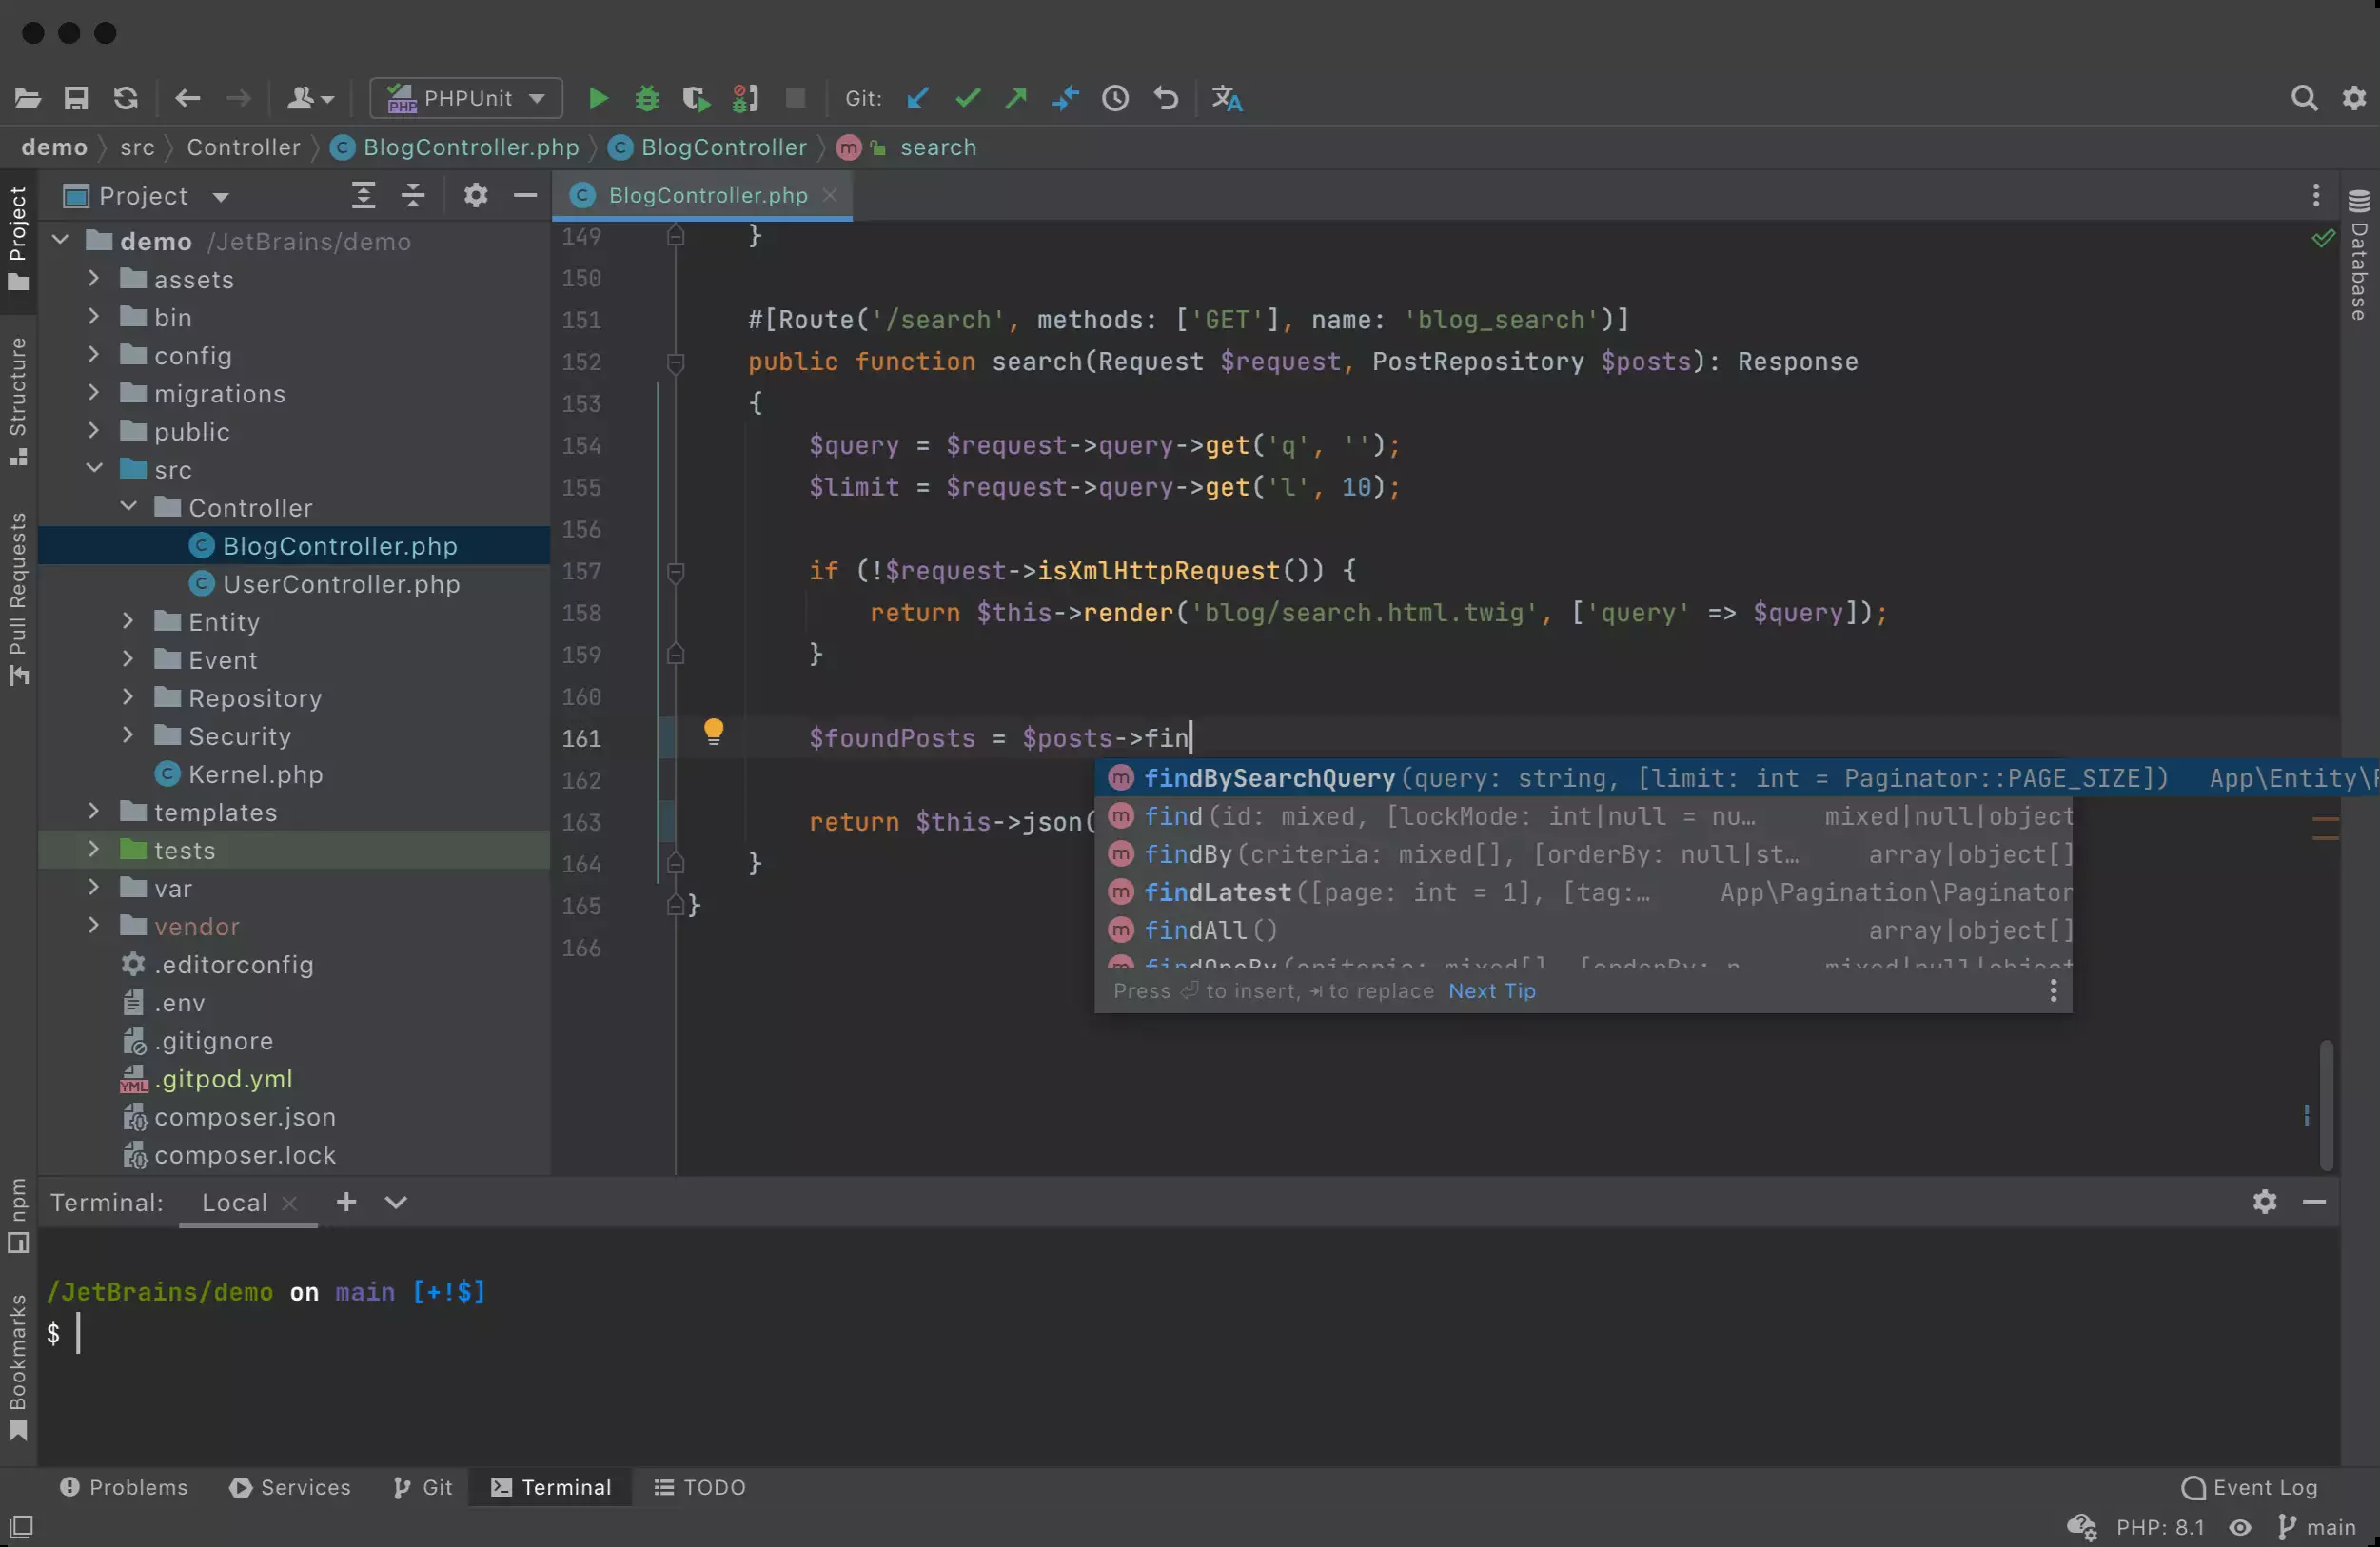 PHPUnit
Git:
demo src Controller BlogController.php BlogController search
Project
BlogController.php
Project
Structure
Pull Requests
npm
Bookmarks
Database
demo /JetBrains/demo
assets
bin
config
migrations
public
src
Controller
BlogController.php
UserController.php
Entity
Event
Repository
Security
Kernel.php
templates
tests
var
vendor
.editorconfig
.env
.gitignore
.gitpod.yml
composer.json
composer.lock
149 }
150
151 #[Route('/search', methods: ['GET'], name: 'blog_search')]
152 public function search(Request $request, PostRepository $posts): Response
153 {
154 $query = $request->query->get('q', '');
155 $limit = $request->query->get('l', 10);
156
157 if (!$request->isXmlHttpRequest()) {
158 return $this->render('blog/search.html.twig', ['query' => $query]);
159 }
160
161 $foundPosts = $posts->fin
162
163 return $this->json(
164 }
165 }
166
findBySearchQuery(query: string, [limit: int = Paginator::PAGE_SIZE]) App\Entity\
find(id: mixed, [lockMode: int|null = nu… mixed|null|object
findBy(criteria: mixed[], [orderBy: null|st… array|object[]
findLatest([page: int = 1], [tag:… App\Pagination\Paginator
findAll() array|object[]
Press ⏎ to insert, ⇥ to replace Next Tip
Terminal: Local
/JetBrains/demo on main [+!$]
$
Problems Services Git Terminal TODO Event Log
PHP: 8.1 main